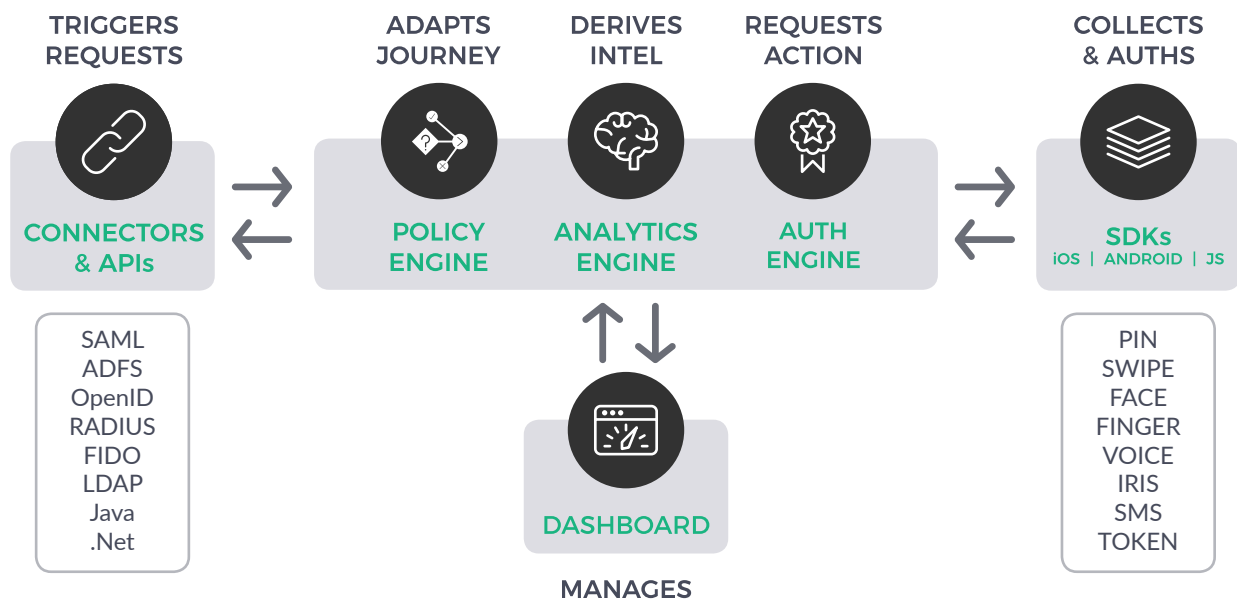 TRIGGERS
REQUESTS
CONNECTORS
& APIs
SAML
ADFS
OpenID
RADIUS
FIDO
LDAP
Java
.Net
ADAPTS
JOURNEY
?
POLICY
ENGINE
DERIVES
INTEL
ANALYTICS
ENGINE
REQUESTS
ACTION
AUTH
ENGINE
DASHBOARD
MANAGES
COLLECTS
& AUTHS
SDKs
iOS | ANDROID | JS
PIN
SWIPE
FACE
FINGER
VOICE
IRIS
SMS
TOKEN